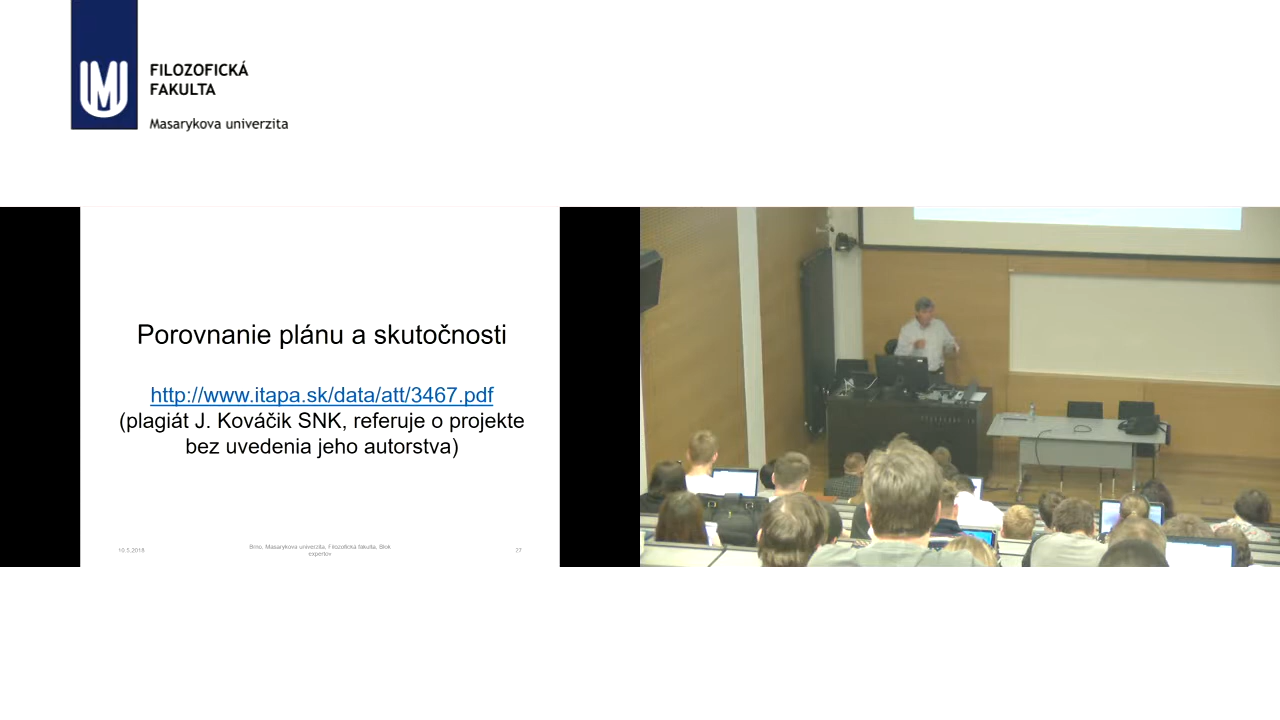 FILOZOFICKÁ
FAKULTA
Masarykova univerzita
Porovnanie plánu a skutočnosti
http://www.itapa.sk/data/att/3467.pdf
(plagiát J. Kováčik SNK, referuje o projekte
bez uvedenia jeho autorstva)
10.5.2018
Brno, Masarykova univerzita, Filozofická fakulta, Blok
expertov
27